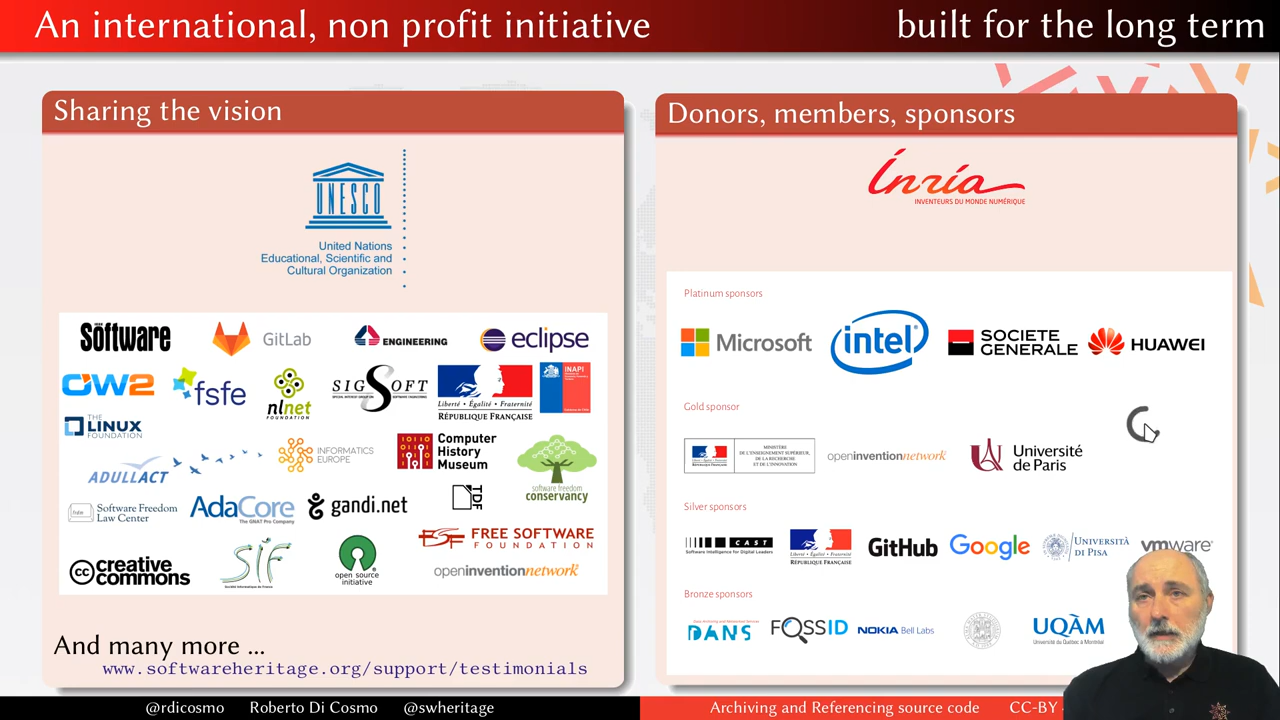 An international, non profit initiative built for the long term
Sharing the vision
UNESCO
United Nations
Educational, Scientific and
Cultural Organization
Software
GitLab
ENGINEERING
eclipse
OW2
fsfe
nlnet
FOUNDATION
SIGSOFT
Liberté • Égalité • Fraternité
RÉPUBLIQUE FRANÇAISE
INAPI
THE
LINUX
FOUNDATION
ADULLACT
INFORMATICS
EUROPE
Computer
History
Museum
software freedom
conservancy
Software Freedom
Law Center
AdaCore
The GNAT Pro Company
gandi.net
TDF
FSF FREE SOFTWARE
FOUNDATION
cc creative
commons
SIF
Société Informatique de France
open source
initiative
openinventionnetwork
And many more ...
www.softwareheritage.org/support/testimonials
Donors, members, sponsors
Inría
INVENTEURS DU MONDE NUMÉRIQUE
Platinum sponsors
Microsoft
intel
SOCIETE
GENERALE
HUAWEI
Gold sponsor
MINISTÈRE
DE L'ENSEIGNEMENT SUPÉRIEUR,
DE LA RECHERCHE
ET DE L'INNOVATION
openinventionnetwork
Université
de Paris
Silver sponsors
CAST
Software Intelligence for Digital Leaders
Liberté • Égalité • Fraternité
RÉPUBLIQUE FRANÇAISE
GitHub
Google
UNIVERSITÀ
DI PISA
vmware
Bronze sponsors
DANS
FOSSID
NOKIA Bell Labs
UQÀM
Université du Québec à Montréal
@rdicosmo Roberto Di Cosmo @swheritage
Archiving and Referencing source code CC-BY